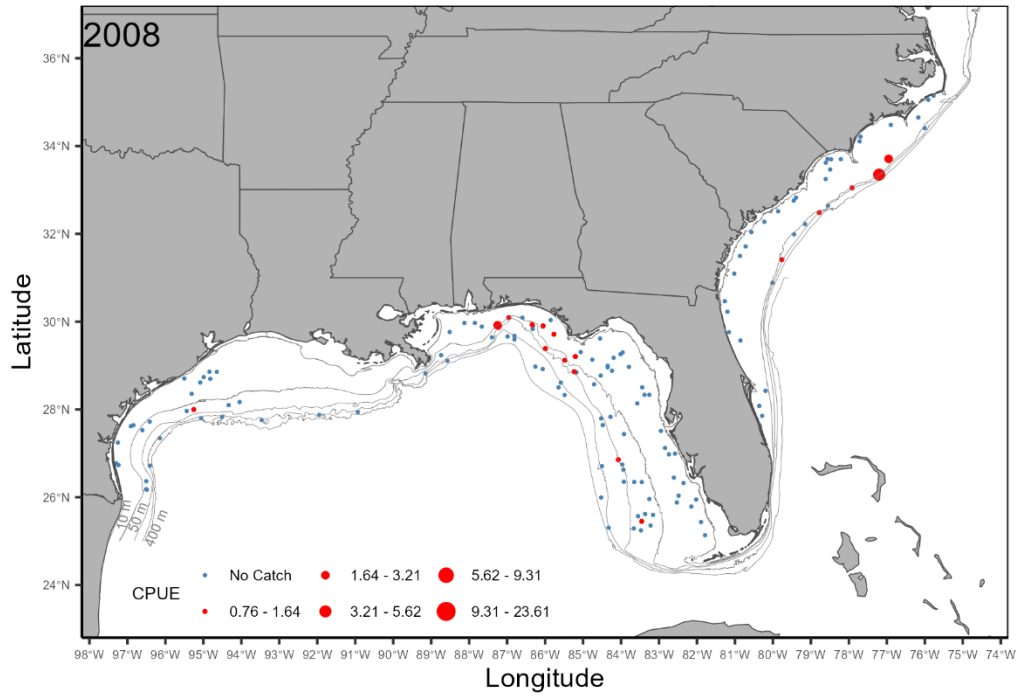 2008
36°N
34°N
32°N
30°N
28°N
26°N
24°N
Latitude
10 m
50 m
400 m
CPUE
No Catch
1.64 - 3.21
5.62 - 9.31
0.76 - 1.64
3.21 - 5.62
9.31 - 23.61
98°W 97°W 96°W 95°W 94°W 93°W 92°W 91°W 90°W 89°W 88°W 87°W 86°W 85°W 84°W 83°W 82°W 81°W 80°W 79°W 78°W 77°W 76°W 75°W 74°W
Longitude